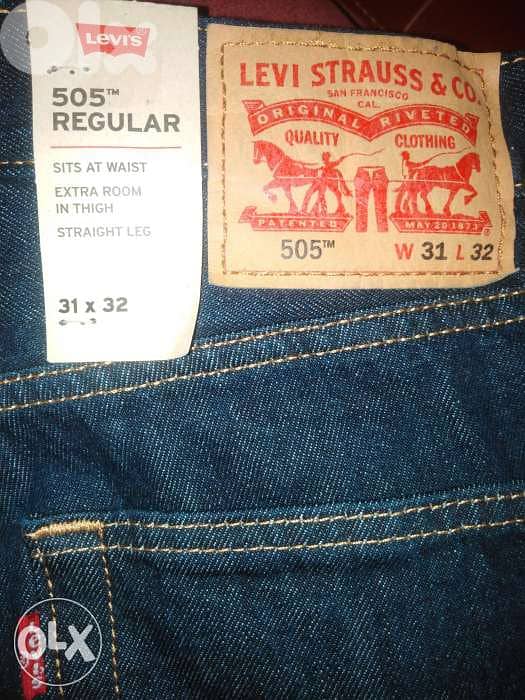 Levi's
505™
REGULAR
SITS AT WAIST
EXTRA ROOM
IN THIGH
STRAIGHT LEG
31 x 32
LEVI STRAUSS & CO.
SAN FRANCISCO
CAL.
ORIGINAL RIVETED
QUALITY CLOTHING
PATENTED MAY 20 1873
505™ W 31 L 32
OLX